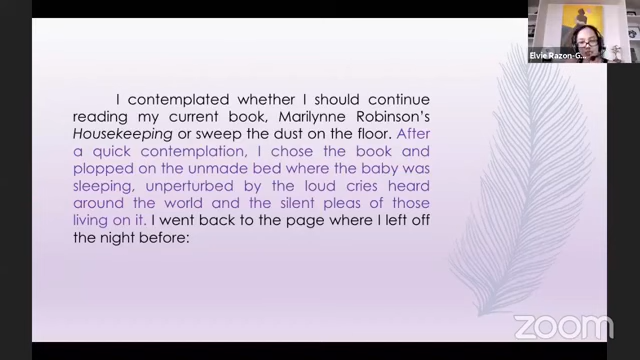 Elvie Razon-G...
I contemplated whether I should continue
reading my current book, Marilynne Robinson's
Housekeeping or sweep the dust on the floor. After
a quick contemplation, I chose the book and
plopped on the unmade bed where the baby was
sleeping, unperturbed by the loud cries heard
around the world and the silent pleas of those
living on it. I went back to the page where I left off
the night before:
zoom